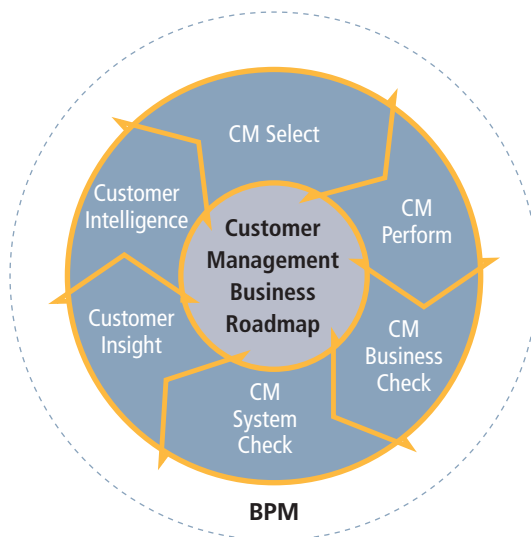 CM Select
Customer
Intelligence
CM
Perform
Customer
Management
Business
Roadmap
Customer
Insight
CM
Business
Check
CM
System
Check
BPM